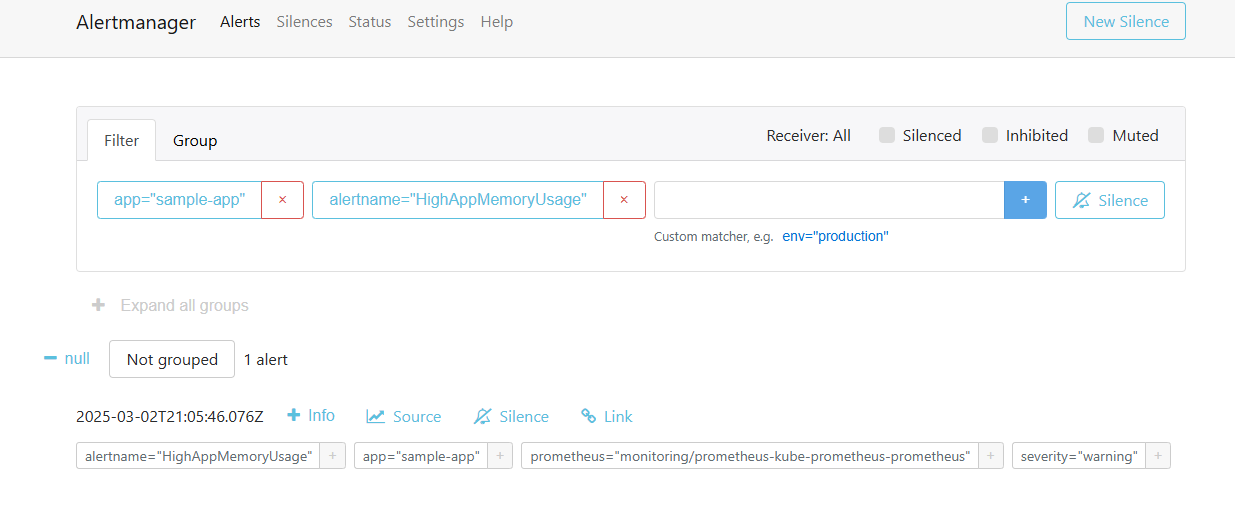 Alertmanager Alerts Silences Status Settings Help New Silence
Filter Group Receiver: All Silenced Inhibited Muted
app="sample-app" × alertname="HighAppMemoryUsage" × + Silence
Custom matcher, e.g. env="production"
+ Expand all groups
− null Not grouped 1 alert
2025-03-02T21:05:46.076Z + Info Source Silence Link
alertname="HighAppMemoryUsage" + app="sample-app" + prometheus="monitoring/prometheus-kube-prometheus-prometheus" + severity="warning" +